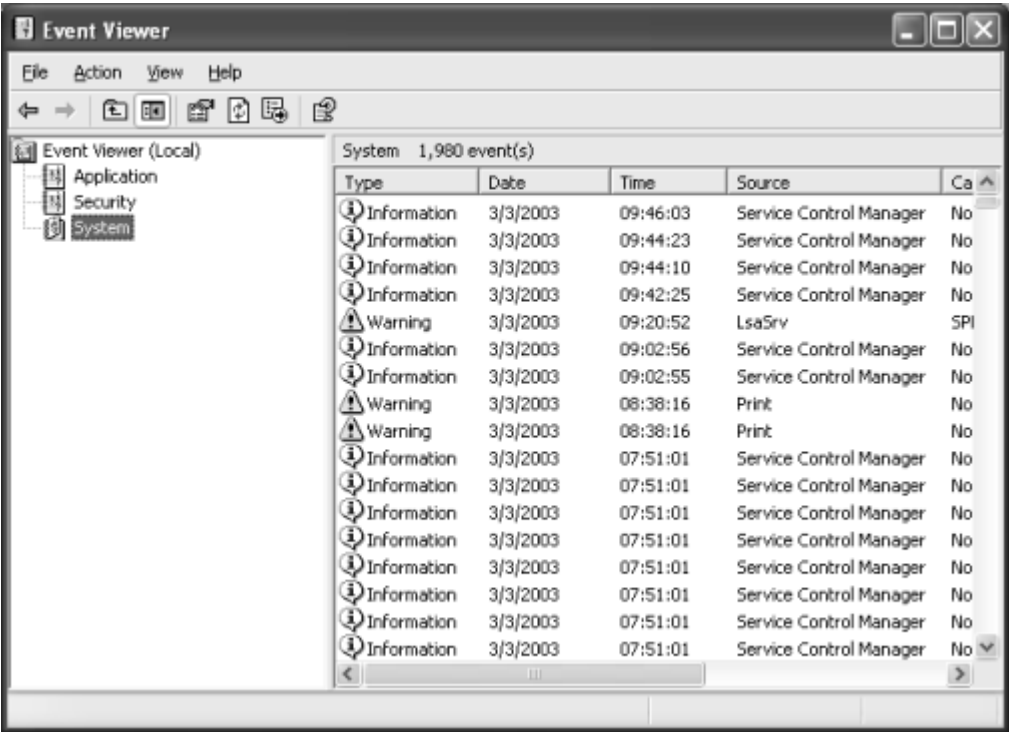 Event Viewer
File Action View Help
Event Viewer (Local)
Application
Security
System
System 1,980 event(s)
Type Date Time Source Ca
Information 3/3/2003 09:46:03 Service Control Manager No
Information 3/3/2003 09:44:23 Service Control Manager No
Information 3/3/2003 09:44:10 Service Control Manager No
Information 3/3/2003 09:42:25 Service Control Manager No
Warning 3/3/2003 09:20:52 LsaSrv SPI
Information 3/3/2003 09:02:56 Service Control Manager No
Information 3/3/2003 09:02:55 Service Control Manager No
Warning 3/3/2003 08:38:16 Print No
Warning 3/3/2003 08:38:16 Print No
Information 3/3/2003 07:51:01 Service Control Manager No
Information 3/3/2003 07:51:01 Service Control Manager No
Information 3/3/2003 07:51:01 Service Control Manager No
Information 3/3/2003 07:51:01 Service Control Manager No
Information 3/3/2003 07:51:01 Service Control Manager No
Information 3/3/2003 07:51:01 Service Control Manager No
Information 3/3/2003 07:51:01 Service Control Manager No
Information 3/3/2003 07:51:01 Service Control Manager No